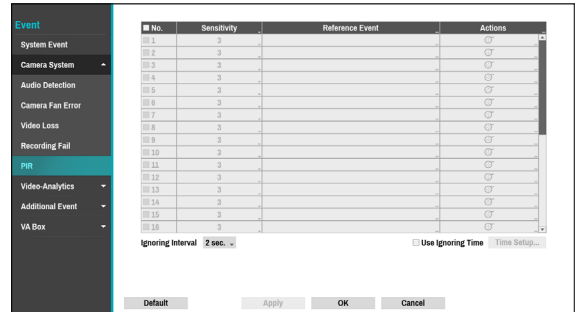 Event
System Event
Camera System
Audio Detection
Camera Fan Error
Video Loss
Recording Fail
PIR
Video-Analytics
Additional Event
VA Box
No. Sensitivity Reference Event Actions
1 3
2 3
3 3
4 3
5 3
6 3
7 3
8 3
9 3
10 3
11 3
12 3
13 3
14 3
15 3
16 3
Ignoring Interval 2 sec. Use Ignoring Time Time Setup...
Default Apply OK Cancel